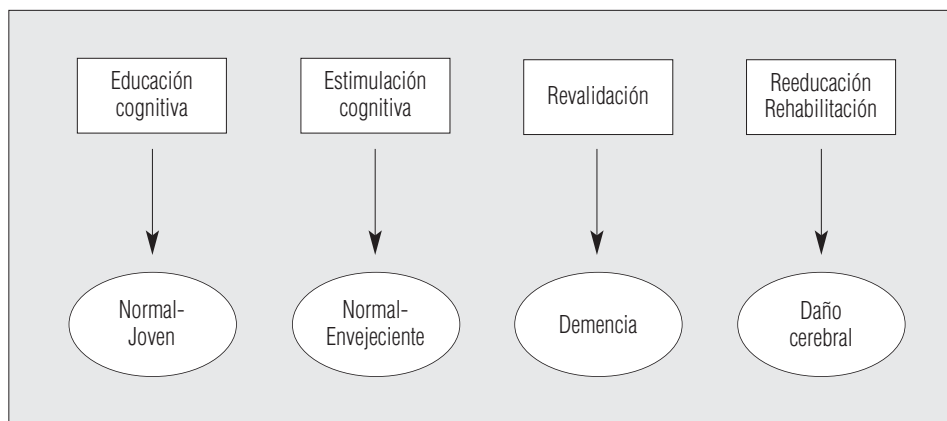 Educación
cognitiva
Estimulación
cognitiva
Revalidación
Reeducación
Rehabilitación
Normal-
Joven
Normal-
Envejeciente
Demencia
Daño
cerebral